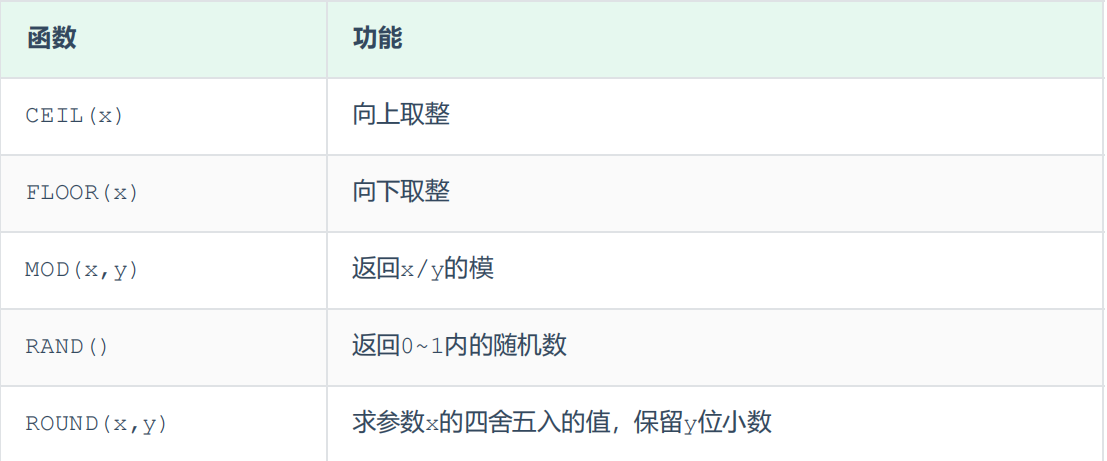 函数 功能
CEIL(x) 向上取整
FLOOR(x) 向下取整
MOD(x,y) 返回x/y的模
RAND() 返回0~1内的随机数
ROUND(x,y) 求参数x的四舍五入的值，保留y位小数